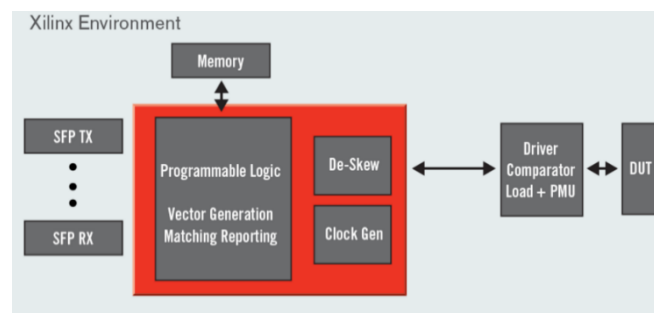 Xilinx Environment
Memory
SFP TX
SFP RX
Programmable Logic
Vector Generation
Matching Reporting
De-Skew
Clock Gen
Driver
Comparator
Load + PMU
DUT